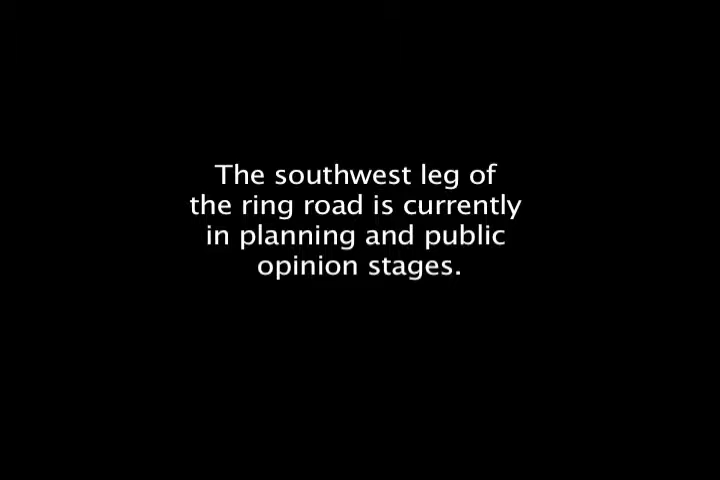 The southwest leg of
the ring road is currently
in planning and public
opinion stages.